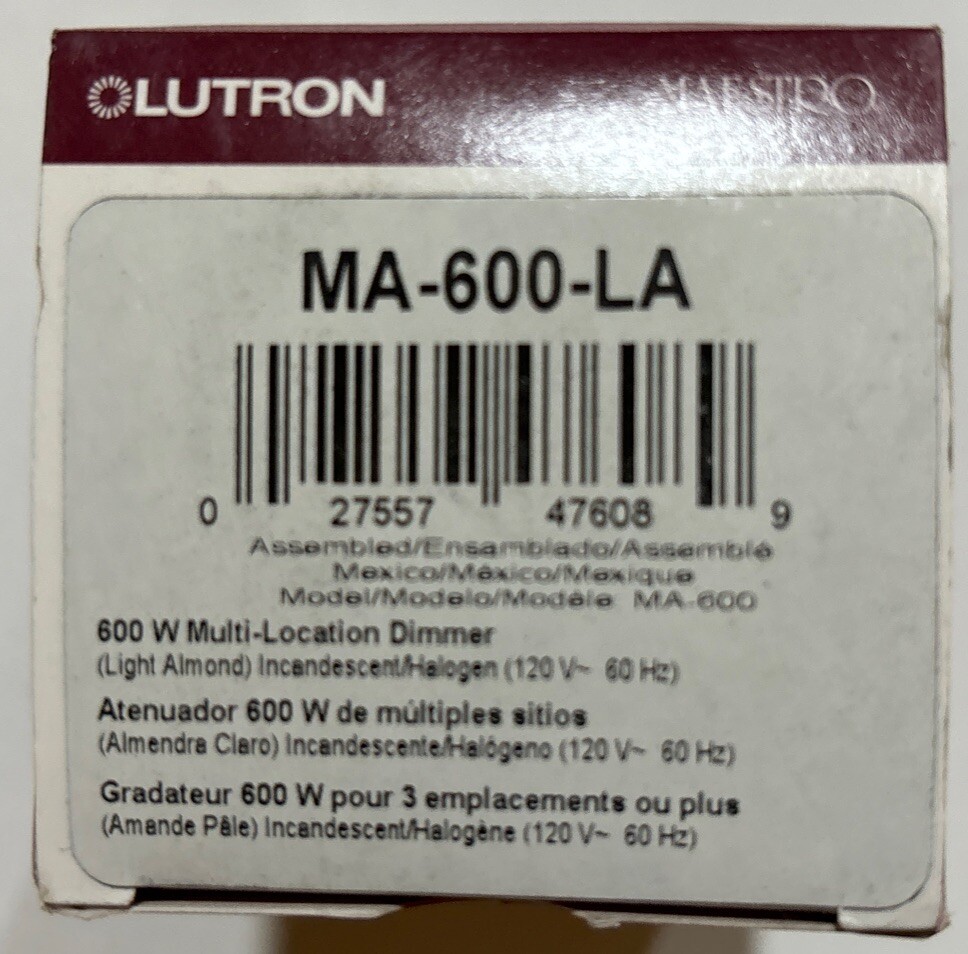 LUTRON MAESTRO
MA-600-LA
0 27557 47608 9
Assembled/Ensamblado/Assemblé
Mexico/México/Mexique
Model/Modelo/Modèle: MA-600
600 W Multi-Location Dimmer
(Light Almond) Incandescent/Halogen (120 V~ 60 Hz)
Atenuador 600 W de múltiples sitios
(Almendra Claro) Incandescente/Halógeno (120 V~ 60 Hz)
Gradateur 600 W pour 3 emplacements ou plus
(Amande Pâle) Incandescent/Halogène (120 V~ 60 Hz)